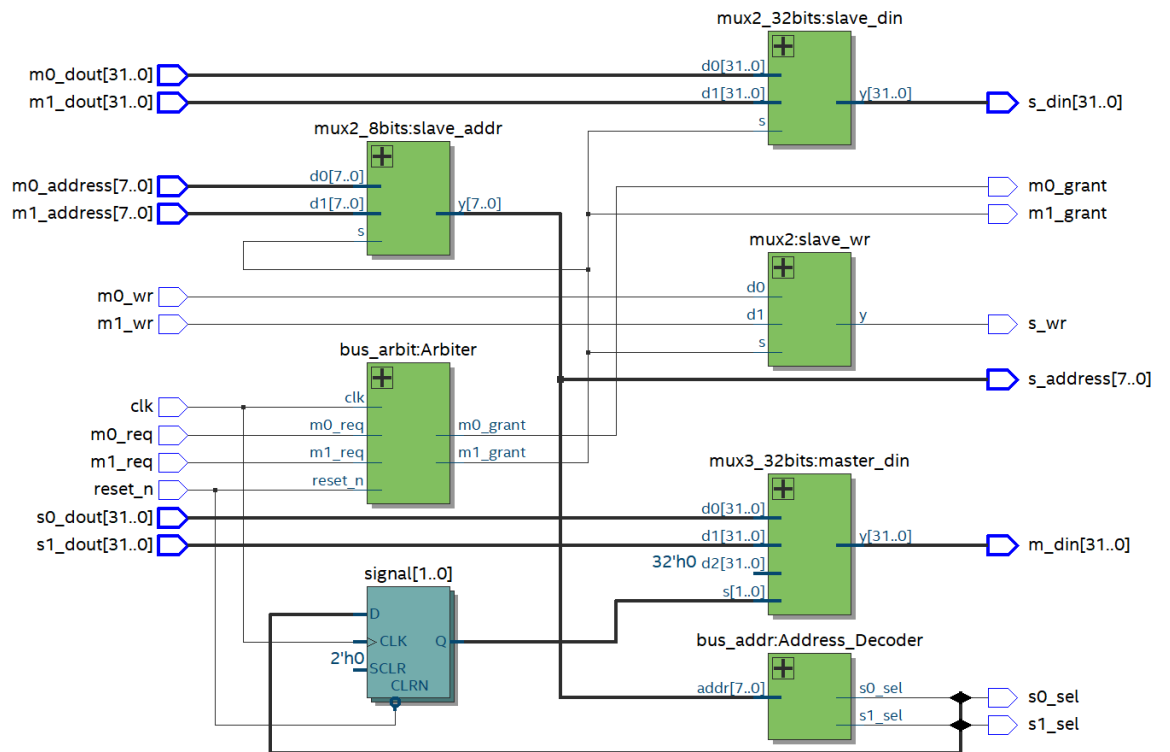 mux2_32bits:slave_din
m0_dout[31..0]
m1_dout[31..0]
d0[31..0]
d1[31..0]
s
y[31..0]
s_din[31..0]
mux2_8bits:slave_addr
m0_address[7..0]
m1_address[7..0]
d0[7..0]
d1[7..0]
s
y[7..0]
m0_grant
m1_grant
mux2:slave_wr
m0_wr
m1_wr
d0
d1
s
y
s_wr
s_address[7..0]
bus_arbit:Arbiter
clk
m0_req
m1_req
reset_n
clk
m0_req
m1_req
reset_n
m0_grant
m1_grant
mux3_32bits:master_din
s0_dout[31..0]
s1_dout[31..0]
d0[31..0]
d1[31..0]
32'h0 d2[31..0]
s[1..0]
y[31..0]
m_din[31..0]
signal[1..0]
D
CLK
2'h0
SCLR
CLRN
Q
bus_addr:Address_Decoder
addr[7..0]
s0_sel
s1_sel
s0_sel
s1_sel